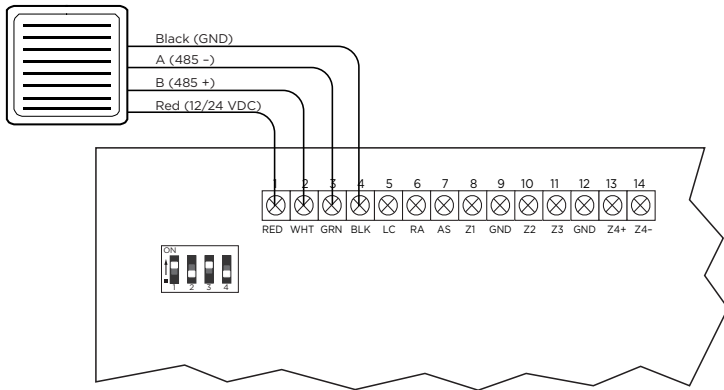 Black (GND)
A (485 –)
B (485 +)
Red (12/24 VDC)
1 2 3 4 5 6 7 8 9 10 11 12 13 14
RED WHT GRN BLK LC RA AS Z1 GND Z2 Z3 GND Z4+ Z4–
ON
1 2 3 4